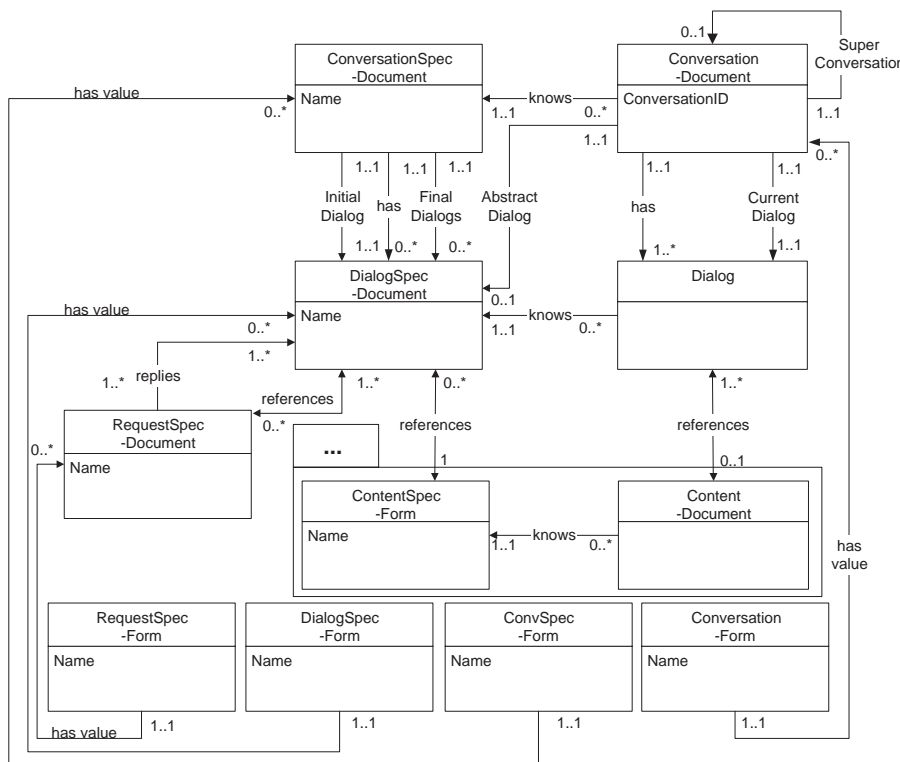 0..1
Super
Conversation
ConversationSpec
-Document
Conversation
-Document
has value
0..*
Name
knows
1..1
0..*
ConversationID
1..1
1..1
0..*
1..1
1..1
1..1
1..1
1..1
Initial
Dialog
has
Final
Dialogs
Abstract
Dialog
has
Current
Dialog
1..1
0..*
0..*
1..*
1..1
DialogSpec
-Document
Dialog
0..1
has value
Name
knows
0..*
1..1
0..*
1..*
replies
1..*
1..*
0..*
1..*
references
references
references
0..*
RequestSpec
-Document
0..*
Name
...
1
0..1
ContentSpec
-Form
Content
-Document
Name
knows
1..1
0..*
has
value
RequestSpec
-Form
DialogSpec
-Form
ConvSpec
-Form
Conversation
-Form
Name
Name
Name
Name
has value
1..1
1..1
1..1
1..1